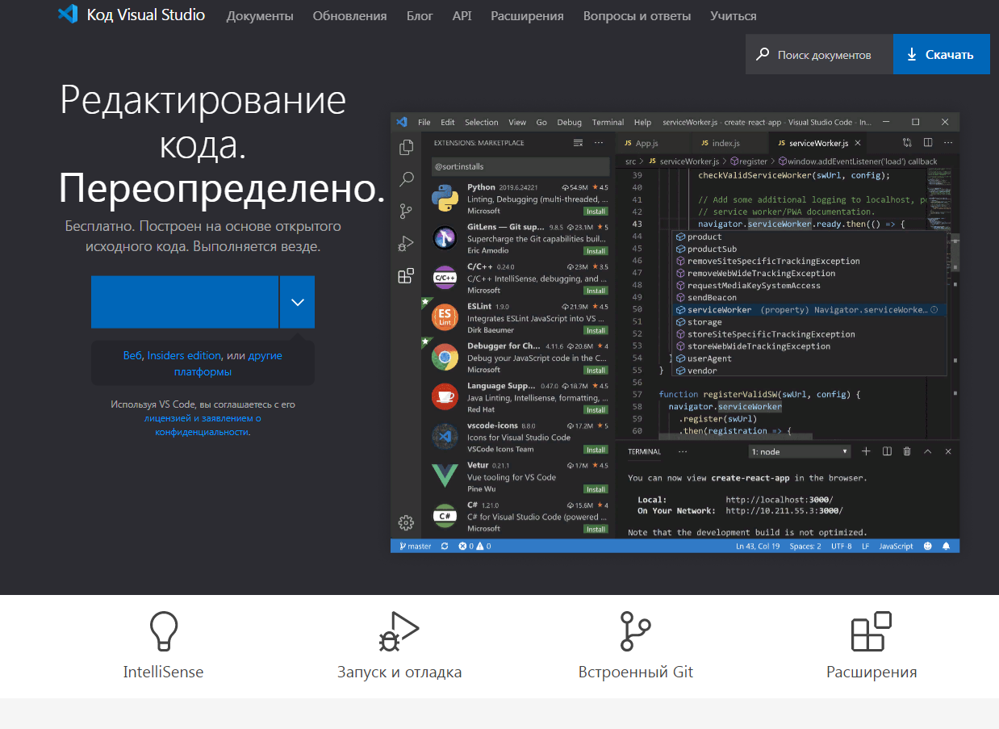 Код Visual Studio Документы Обновления Блог API Расширения Вопросы и ответы Учиться
Поиск документов Скачать
Редактирование
кода.
Переопределено.
Бесплатно. Построен на основе открытого
исходного кода. Выполняется везде.
Веб, Insiders edition, или другие
платформы
Используя VS Code, вы соглашаетесь с его
лицензией и заявлением о
конфиденциальности.
File Edit Selection View Go Debug Terminal Help serviceWorker.js - create-react-app - Visual Studio Code - In...
EXTENSIONS: MARKETPLACE
@sort:installs
Python 2019.6.24221 54.9M ★ 4.5
Linting, Debugging (multi-threaded, ...
Microsoft Install
GitLens — Git sup... 9.8.5 23.1M ★ 5
Supercharge the Git capabilities buil...
Eric Amodio Install
C/C++ 0.24.0 23M ★ 3.5
C/C++ IntelliSense, debugging, and ...
Microsoft Install
ESLint 1.9.0 21.9M ★ 4.5
Integrates ESLint JavaScript into VS ...
Dirk Baeumer Install
Debugger for Ch... 4.11.6 20.6M ★ 4
Debug your JavaScript code in the C...
Microsoft Install
Language Supp... 0.47.0 18.7M ★ 4.5
Java Linting, Intellisense, formatting, ...
Red Hat Install
vscode-icons 8.8.0 17.2M ★ 5
Icons for Visual Studio Code
VSCode Icons Team Install
Vetur 0.21.1 17M ★ 4.5
Vue tooling for VS Code
Pine Wu Install
C# 1.21.0 15.6M ★ 4
C# for Visual Studio Code (powered ...
Microsoft Install
C/C++
ES
Lint
C#
JS App.js JS index.js JS serviceWorker.js
src > JS serviceWorker.js > register > window.addEventListener('load') callback
39 checkValidServiceWorker(swUrl, config);
40
41 // Add some additional logging to localhost, p
42 // service worker/PWA documentation.
43 navigator.serviceWorker.ready.then(() => {
44 product
45 productSub
46 removeSiteSpecificTrackingException
47 removeWebWideTrackingException
48 requestMediaKeySystemAccess
49 sendBeacon
50 serviceWorker (property) Navigator.serviceWorke...
51 storage
52 storeSiteSpecificTrackingException
53 storeWebWideTrackingException
54 } userAgent
55 } vendor
56
57 function registerValidSW(swUrl, config) {
58 navigator.serviceWorker
59 .register(swUrl)
60 .then(registration => {
TERMINAL ... 1: node
You can now view create-react-app in the browser.
Local: http://localhost:3000/
On Your Network: http://10.211.55.3:3000/
Note that the development build is not optimized.
master 0 0 Ln 43, Col 19 Spaces: 2 UTF-8 LF JavaScript
IntelliSense Запуск и отладка Встроенный Git Расширения